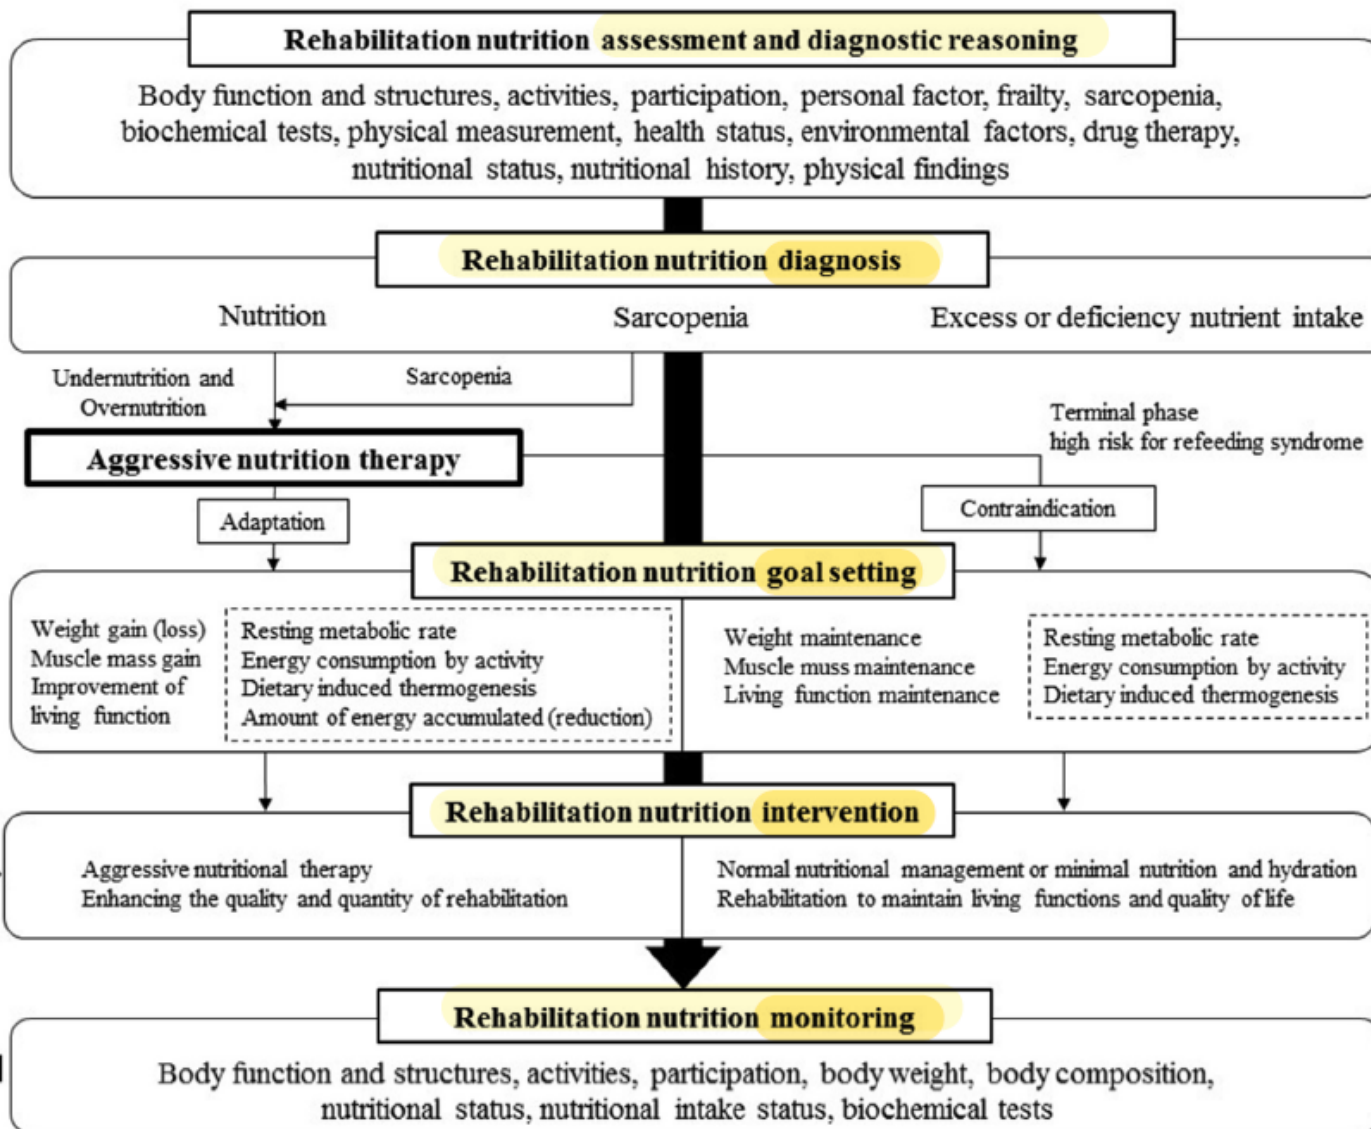 Rehabilitation nutrition assessment and diagnostic reasoning
Body function and structures, activities, participation, personal factor, frailty, sarcopenia,
biochemical tests, physical measurement, health status, environmental factors, drug therapy,
nutritional status, nutritional history, physical findings
Rehabilitation nutrition diagnosis
Nutrition
Sarcopenia
Excess or deficiency nutrient intake
Undernutrition and
Overnutrition
Sarcopenia
Terminal phase
high risk for refeeding syndrome
Aggressive nutrition therapy
Adaptation
Contraindication
Rehabilitation nutrition goal setting
Weight gain (loss)
Muscle mass gain
Improvement of
living function
Resting metabolic rate
Energy consumption by activity
Dietary induced thermogenesis
Amount of energy accumulated (reduction)
Weight maintenance
Muscle muss maintenance
Living function maintenance
Resting metabolic rate
Energy consumption by activity
Dietary induced thermogenesis
Rehabilitation nutrition intervention
Aggressive nutritional therapy
Enhancing the quality and quantity of rehabilitation
Normal nutritional management or minimal nutrition and hydration
Rehabilitation to maintain living functions and quality of life
Rehabilitation nutrition monitoring
Body function and structures, activities, participation, body weight, body composition,
nutritional status, nutritional intake status, biochemical tests